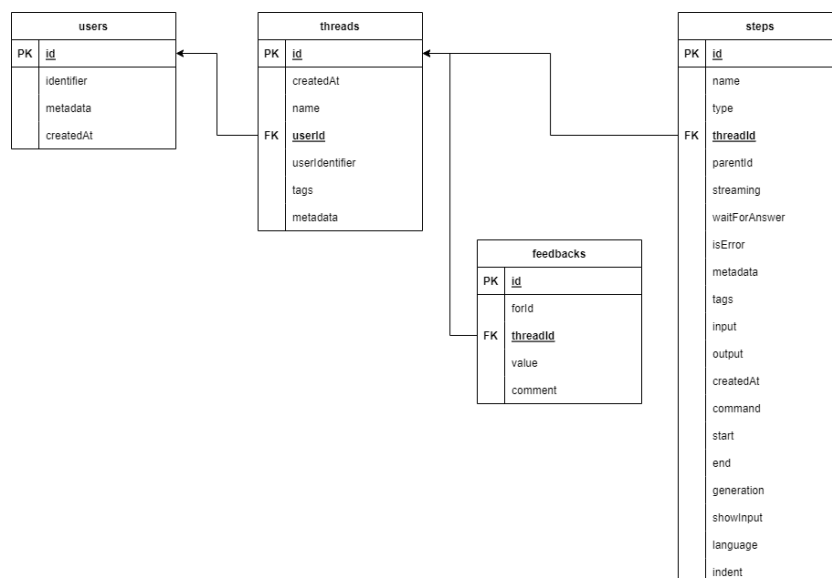 users
PK id
identifier
metadata
createdAt
threads
PK id
createdAt
name
FK userId
userIdentifier
tags
metadata
feedbacks
PK id
forId
FK threadId
value
comment
steps
PK id
name
type
FK threadId
parentId
streaming
waitForAnswer
isError
metadata
tags
input
output
createdAt
command
start
end
generation
showInput
language
indent